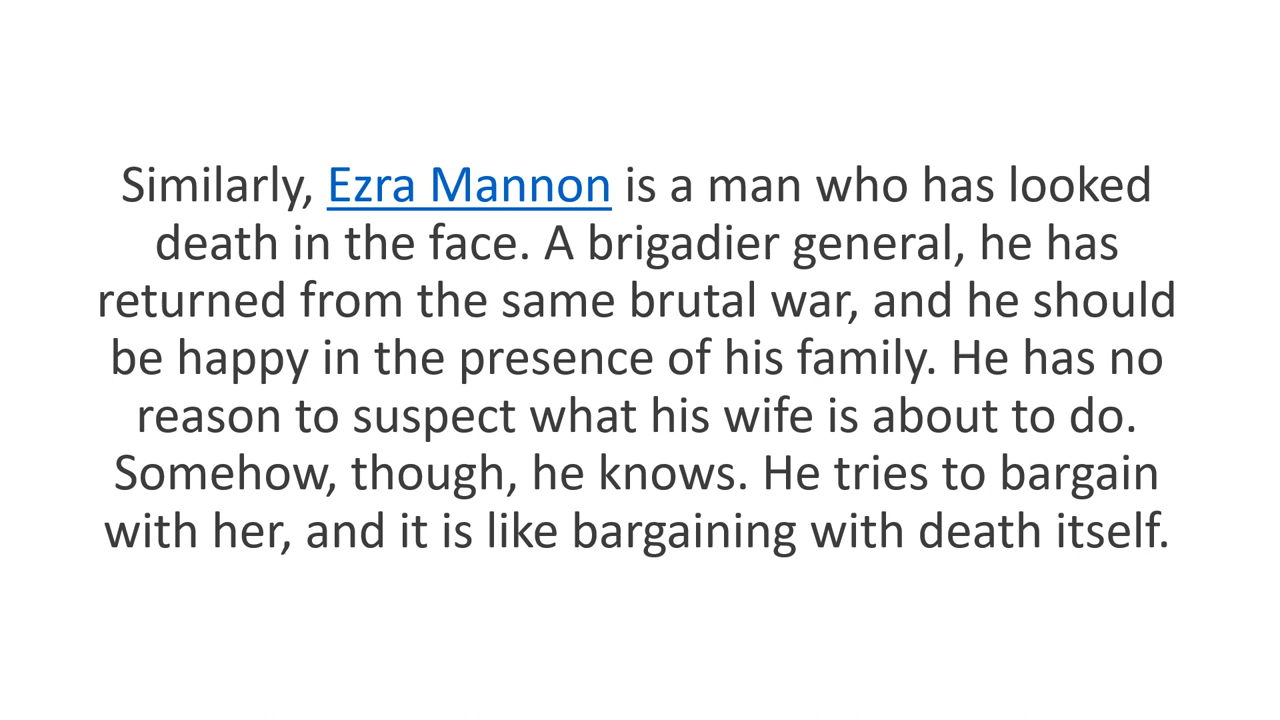 Similarly, Ezra Mannon is a man who has looked
death in the face. A brigadier general, he has
returned from the same brutal war, and he should
be happy in the presence of his family. He has no
reason to suspect what his wife is about to do.
Somehow, though, he knows. He tries to bargain
with her, and it is like bargaining with death itself.